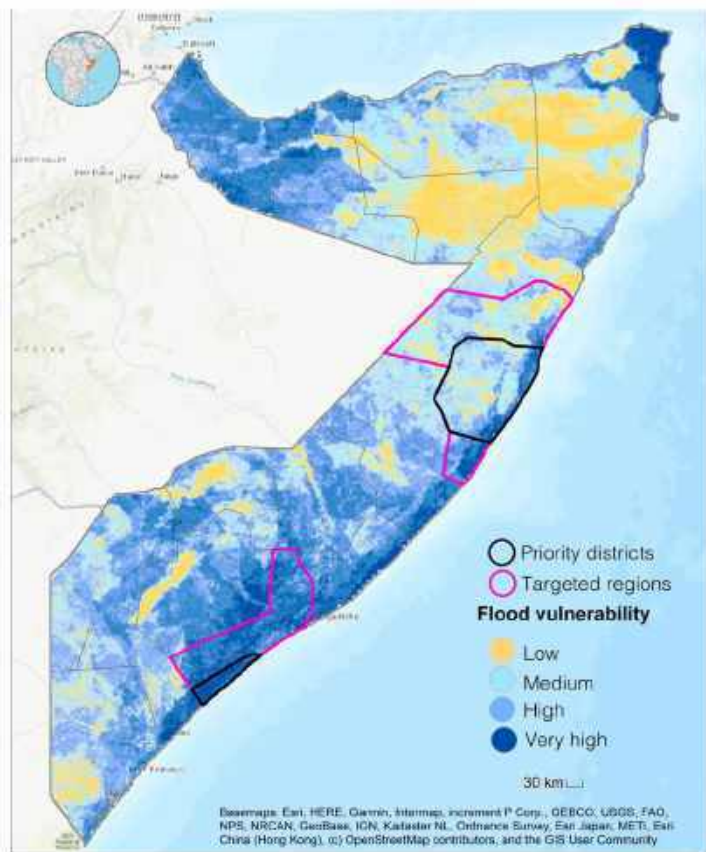 Djibouti
Priority districts
Targeted regions
Flood vulnerability
Low
Medium
High
Very high
30 km
Basemaps: Esri, HERE, Garmin, Intermap, increment P Corp., GEBCO, USGS, FAO,
NPS, NRCAN, GeoBase, IGN, Kadaster NL, Ordnance Survey, Esri Japan, METI, Esri
China (Hong Kong), (c) OpenStreetMap contributors, and the GIS User Community